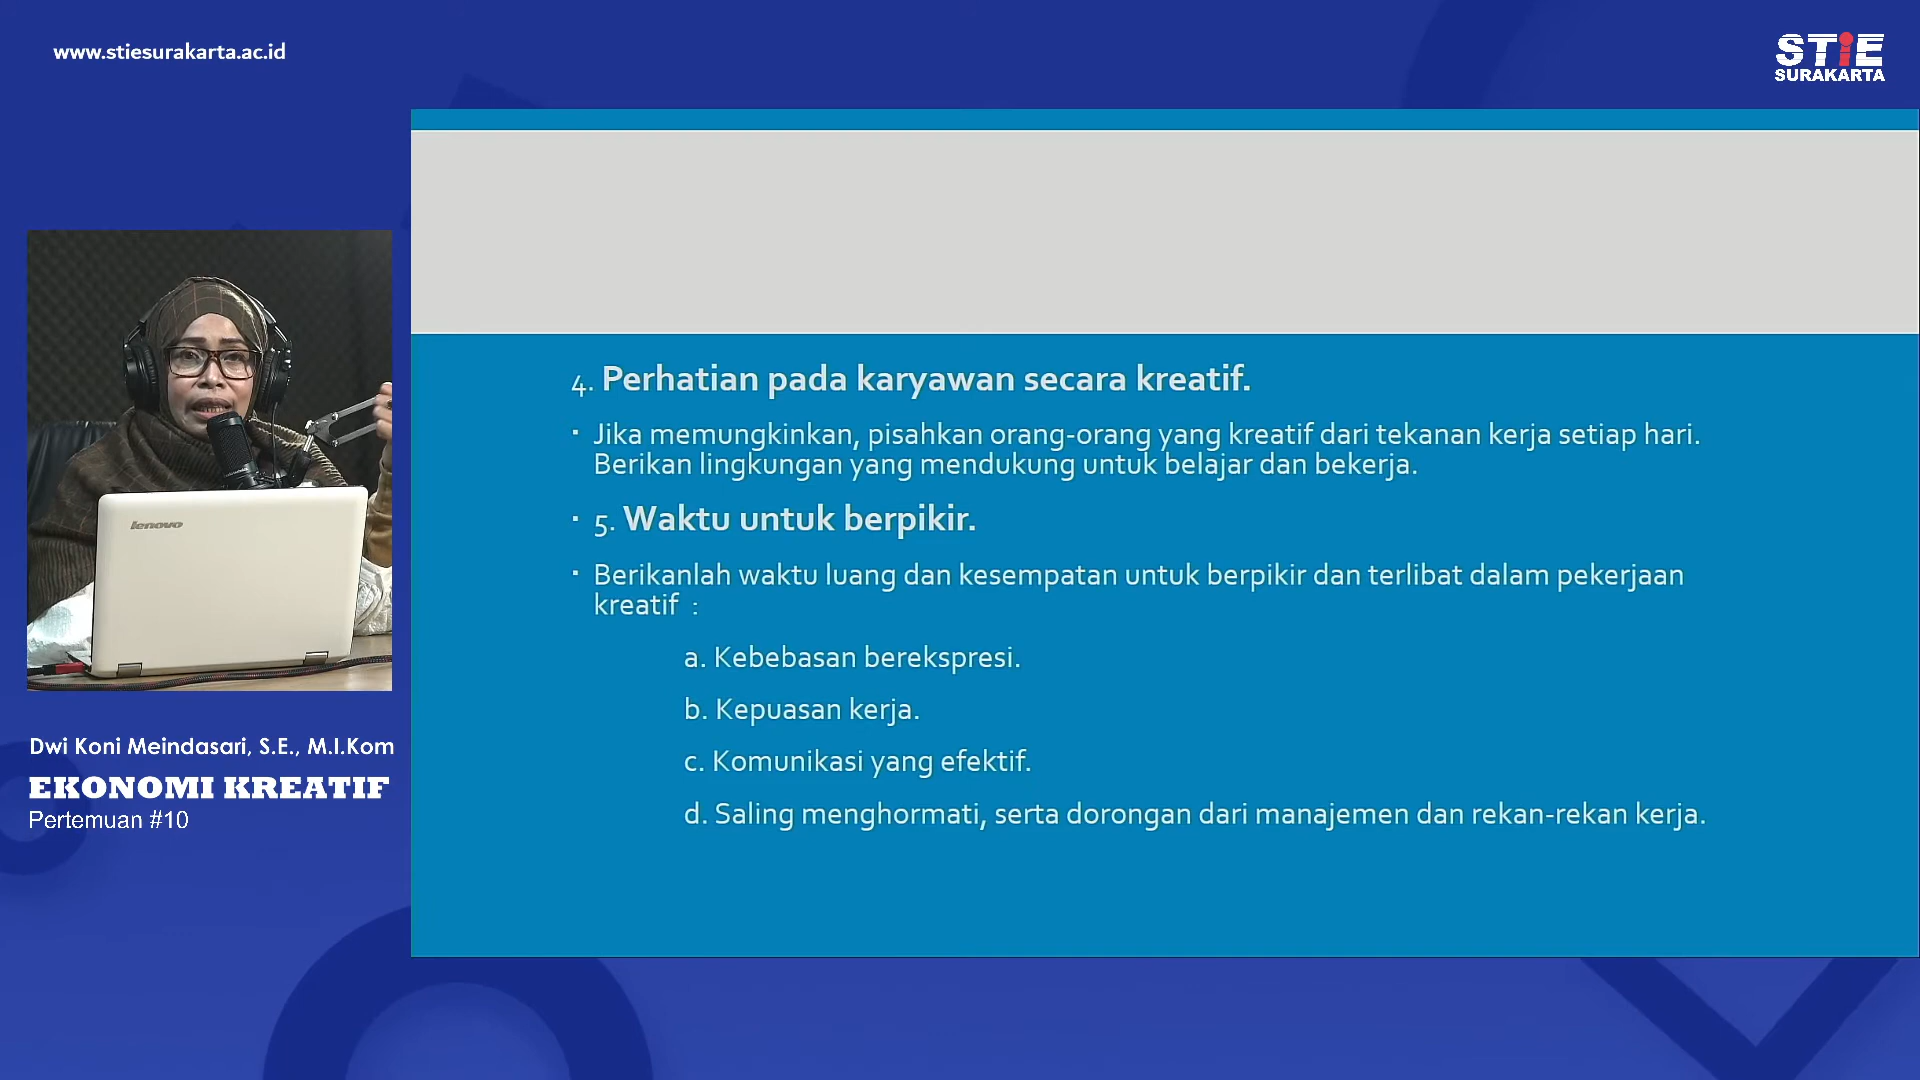 www.stiesurakarta.ac.id
STiE
SURAKARTA
4. Perhatian pada karyawan secara kreatif.
▪ Jika memungkinkan, pisahkan orang-orang yang kreatif dari tekanan kerja setiap hari.
Berikan lingkungan yang mendukung untuk belajar dan bekerja.
▪ 5. Waktu untuk berpikir.
▪ Berikanlah waktu luang dan kesempatan untuk berpikir dan terlibat dalam pekerjaan
kreatif :
a. Kebebasan berekspresi.
b. Kepuasan kerja.
c. Komunikasi yang efektif.
d. Saling menghormati, serta dorongan dari manajemen dan rekan-rekan kerja.
lenovo
Dwi Koni Meindasari, S.E., M.I.Kom
EKONOMI KREATIF
Pertemuan #10